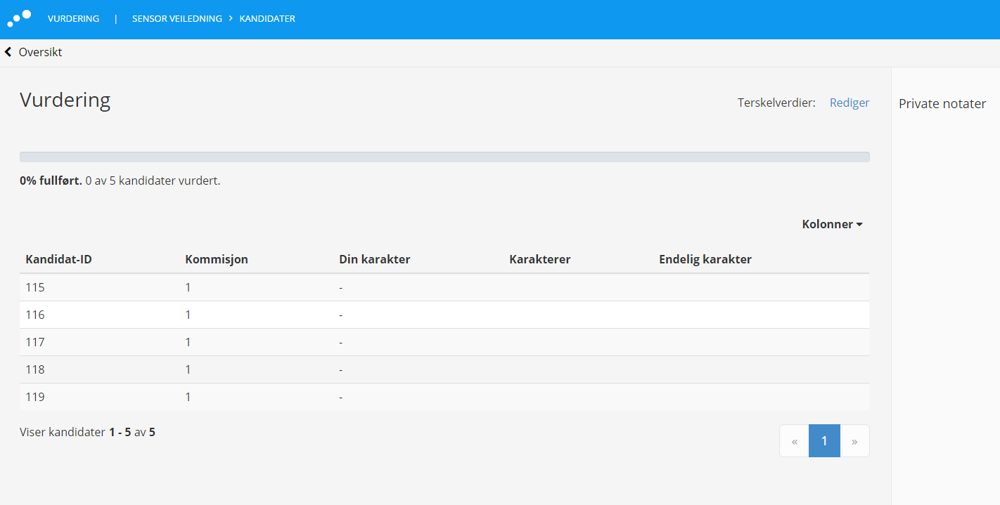 VURDERING | SENSOR VEILEDNING › KANDIDATER
Oversikt
Vurdering
Terskelverdier: Rediger
Private notater
0% fullført. 0 av 5 kandidater vurdert.
Kolonner
Kandidat-ID Kommisjon Din karakter Karakterer Endelig karakter
115 1 -
116 1 -
117 1 -
118 1 -
119 1 -
Viser kandidater 1 - 5 av 5
« 1 »